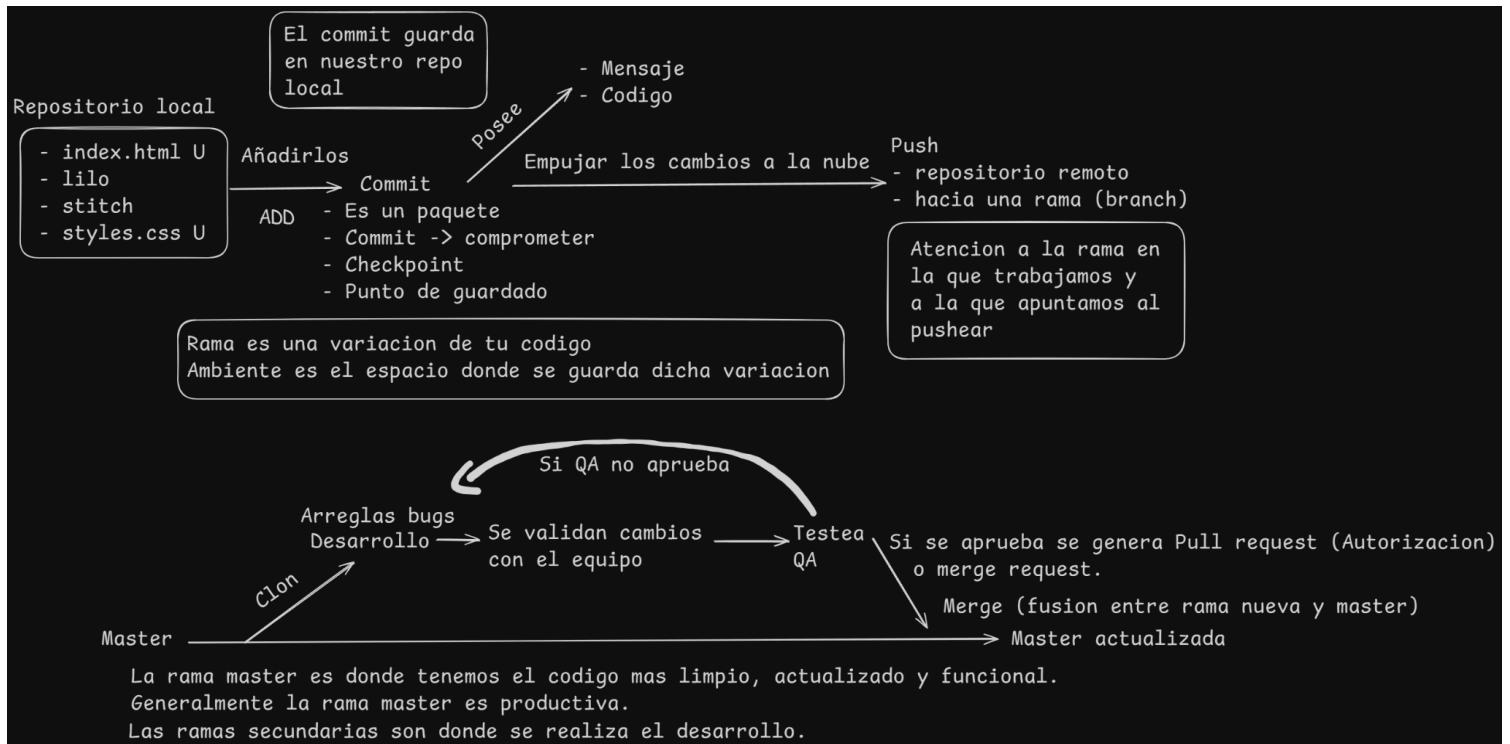 El commit guarda
en nuestro repo
local
- Mensaje
- Codigo
Posee
Repositorio local
- index.html U
- lilo
- stitch
- styles.css U
Añadirlos
ADD
Commit
- Es un paquete
- Commit -> comprometer
- Checkpoint
- Punto de guardado
Empujar los cambios a la nube
Push
- repositorio remoto
- hacia una rama (branch)
Atencion a la rama en
la que trabajamos y
a la que apuntamos al
pushear
Rama es una variacion de tu codigo
Ambiente es el espacio donde se guarda dicha variacion
Si QA no aprueba
Arreglas bugs
Desarrollo
Se validan cambios
con el equipo
Testea
QA
Si se aprueba se genera Pull request (Autorizacion)
o merge request.
Clon
Merge (fusion entre rama nueva y master)
Master
Master actualizada
La rama master es donde tenemos el codigo mas limpio, actualizado y funcional.
Generalmente la rama master es productiva.
Las ramas secundarias son donde se realiza el desarrollo.